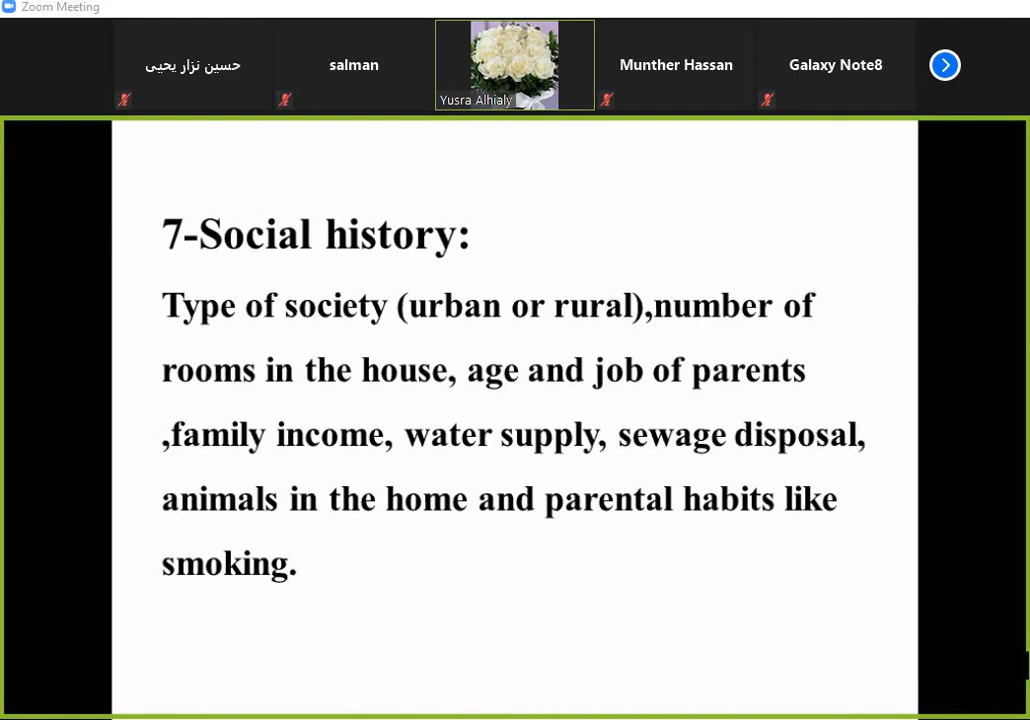 Zoom Meeting
حسين نزار يحيى
salman
Yusra Alhialy
Munther Hassan
Galaxy Note8
7-Social history:
Type of society (urban or rural),number of
rooms in the house, age and job of parents
,family income, water supply, sewage disposal,
animals in the home and parental habits like
smoking.